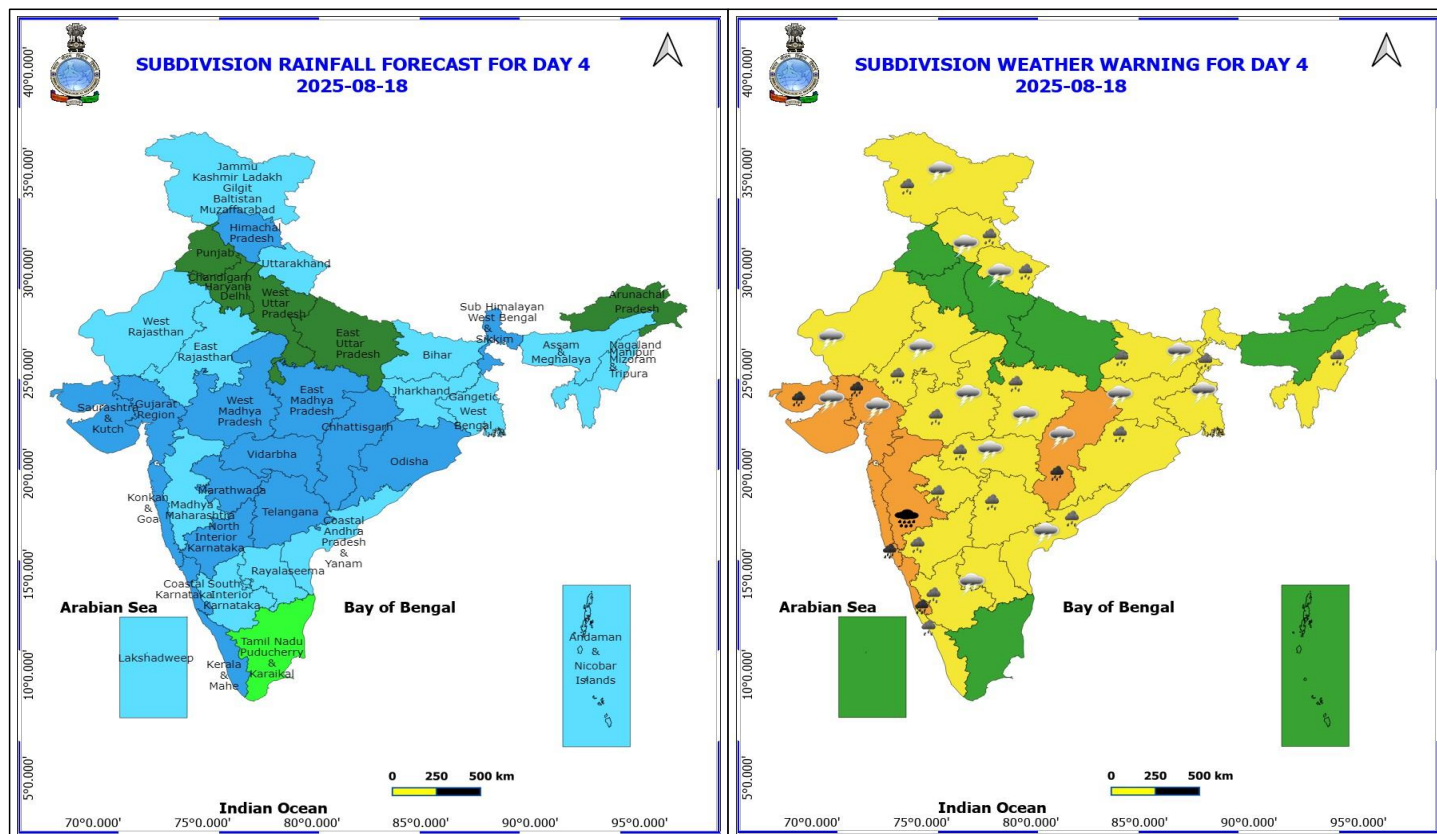 SUBDIVISION RAINFALL FORECAST FOR DAY 4
2025-08-18
40°0.000'
35°0.000'
30°0.000'
25°0.000'
20°0.000'
15°0.000'
10°0.000'
5°0.000'
Jammu
Kashmir Ladakh
Gilgit
Baltistan
Muzaffarabad
Himachal
Pradesh
Punjab
Uttarakhand
Chandigarh
Haryana
Delhi
West
Uttar
Pradesh
Arunachal
Pradesh
Sub Himalayan
West Bengal
&
Sikkim
West
Rajasthan
East
Rajasthan
East
Uttar
Pradesh
Bihar
Assam
&
Meghalaya
Nagaland
Manipur
Mizoram
&
Tripura
Jharkhand
Gangetic
West
Bengal
Saurashtra
&
Kutch
Gujarat
Region
West
Madhya
Pradesh
East
Madhya
Pradesh
Chhattisgarh
Vidarbha
Odisha
Konkan
&
Goa
Madhya
Maharashtra
Marathwada
North
Interior
Karnataka
Telangana
Coastal
Andhra
Pradesh
&
Yanam
Rayalaseema
Coastal
Karnataka
South
Interior
Karnataka
Arabian Sea
Bay of Bengal
Lakshadweep
Kerala
&
Mahe
Tamil Nadu
Puducherry
&
Karaikal
Andaman
&
Nicobar
Islands
0 250 500 km
Indian Ocean
70°0.000' 75°0.000' 80°0.000' 85°0.000' 90°0.000' 95°0.000'
SUBDIVISION WEATHER WARNING FOR DAY 4
2025-08-18
40°0.000'
35°0.000'
30°0.000'
25°0.000'
20°0.000'
15°0.000'
10°0.000'
5°0.000'
Arabian Sea
Bay of Bengal
0 250 500 km
Indian Ocean
70°0.000' 75°0.000' 80°0.000' 85°0.000' 90°0.000' 95°0.000'